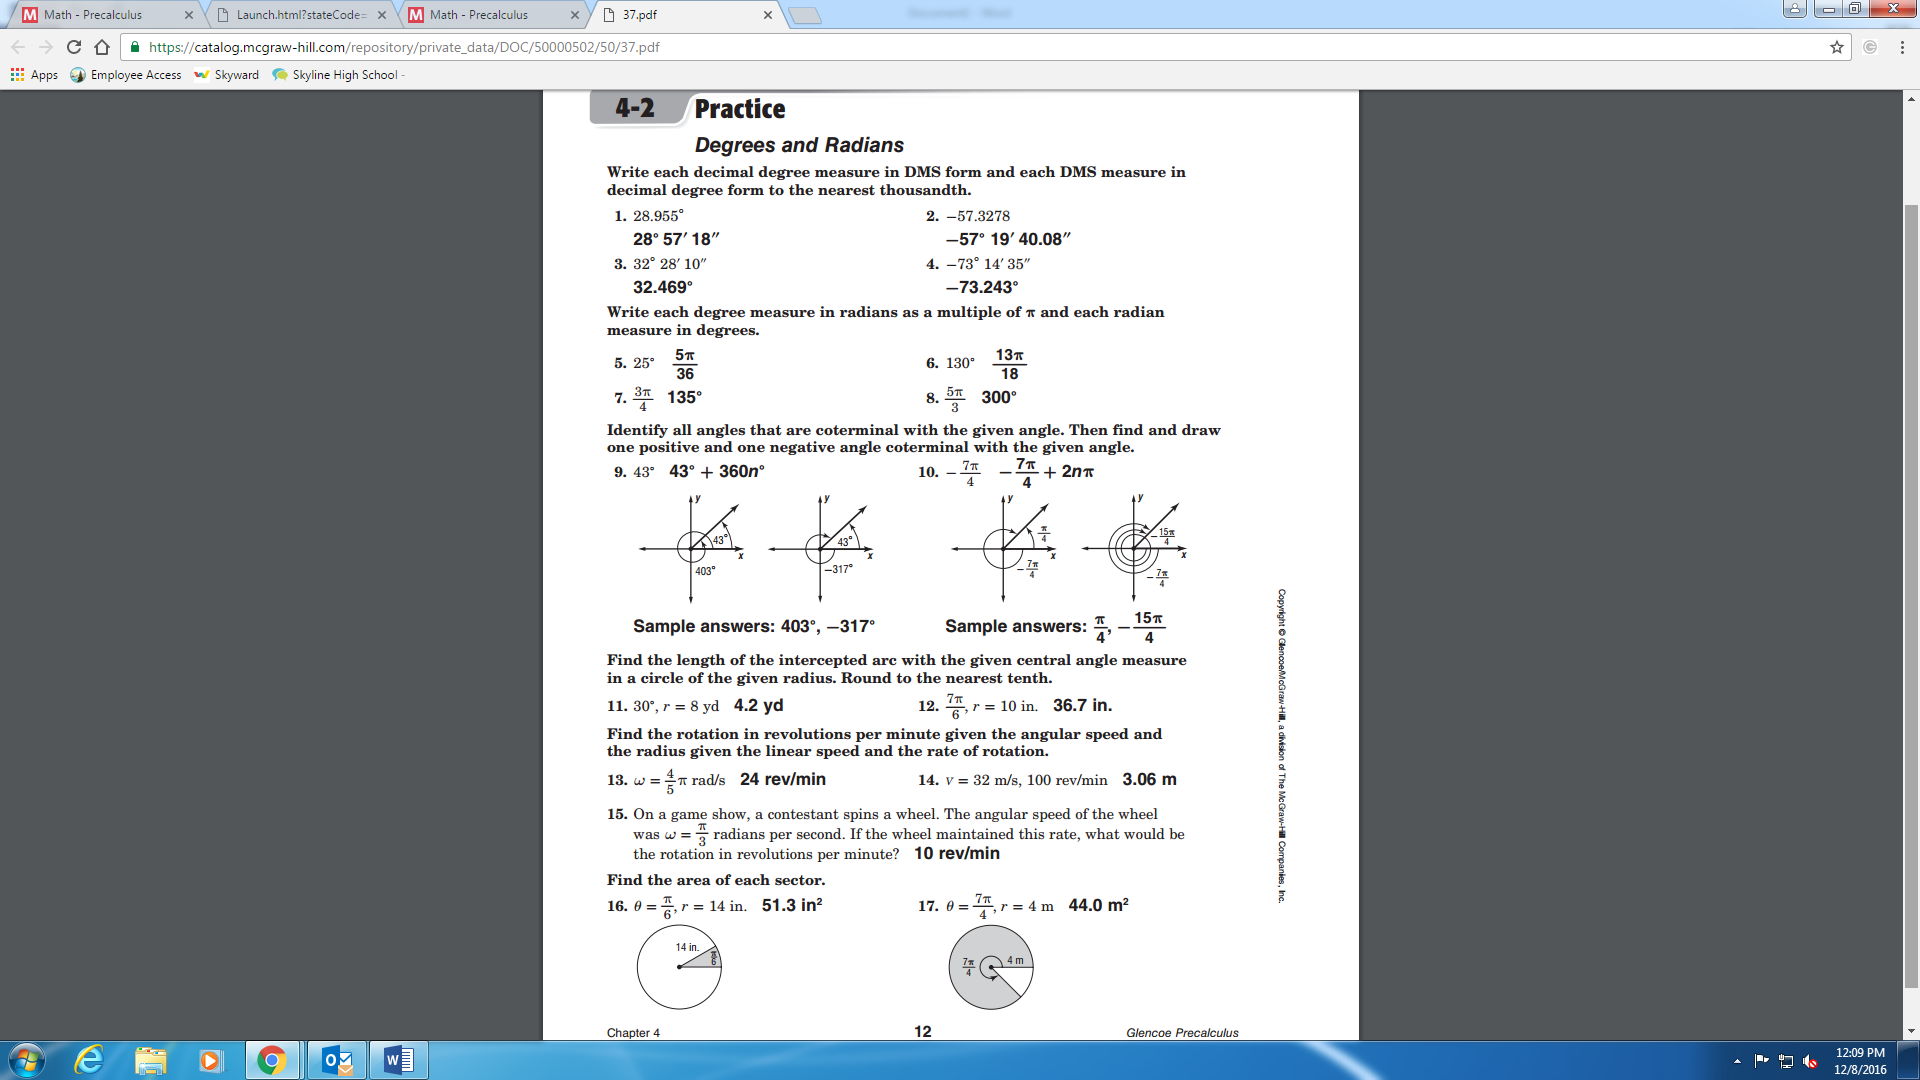 Math - Precalculus
Launch.html?stateCode=
Math - Precalculus
37.pdf
https://catalog.mcgraw-hill.com/repository/private_data/DOC/50000502/50/37.pdf
Apps Employee Access Skyward Skyline High School -
4-2 Practice
Degrees and Radians
Write each decimal degree measure in DMS form and each DMS measure in
decimal degree form to the nearest thousandth.
1. 28.955° 2. −57.3278
28° 57′ 18″ −57° 19′ 40.08″
3. 32° 28′ 10″ 4. −73° 14′ 35″
32.469° −73.243°
Write each degree measure in radians as a multiple of π and each radian
measure in degrees.
5. 25° 5π/36 6. 130° 13π/18
7. 3π/4 135° 8. 5π/3 300°
Identify all angles that are coterminal with the given angle. Then find and draw
one positive and one negative angle coterminal with the given angle.
9. 43° 43° + 360n° 10. −7π/4 −7π/4 + 2nπ
y y y y
43° 43° π/4 −15π/4
x x x x
403° −317° −7π/4 −7π/4
Sample answers: 403°, −317° Sample answers: π/4, −15π/4
Find the length of the intercepted arc with the given central angle measure
in a circle of the given radius. Round to the nearest tenth.
11. 30°, r = 8 yd 4.2 yd 12. 7π/6, r = 10 in. 36.7 in.
Find the rotation in revolutions per minute given the angular speed and
the radius given the linear speed and the rate of rotation.
13. ω = 4/5 π rad/s 24 rev/min 14. V = 32 m/s, 100 rev/min 3.06 m
15. On a game show, a contestant spins a wheel. The angular speed of the wheel
was ω = π/3 radians per second. If the wheel maintained this rate, what would be
the rotation in revolutions per minute? 10 rev/min
Find the area of each sector.
16. θ = π/6, r = 14 in. 51.3 in² 17. θ = 7π/4, r = 4 m 44.0 m²
14 in. π/6 7π/4 4 m
Chapter 4 12 Glencoe Precalculus
Copyright © Glencoe/McGraw-Hill, a division of The McGraw-Hill Companies, Inc.
12:09 PM
12/8/2016